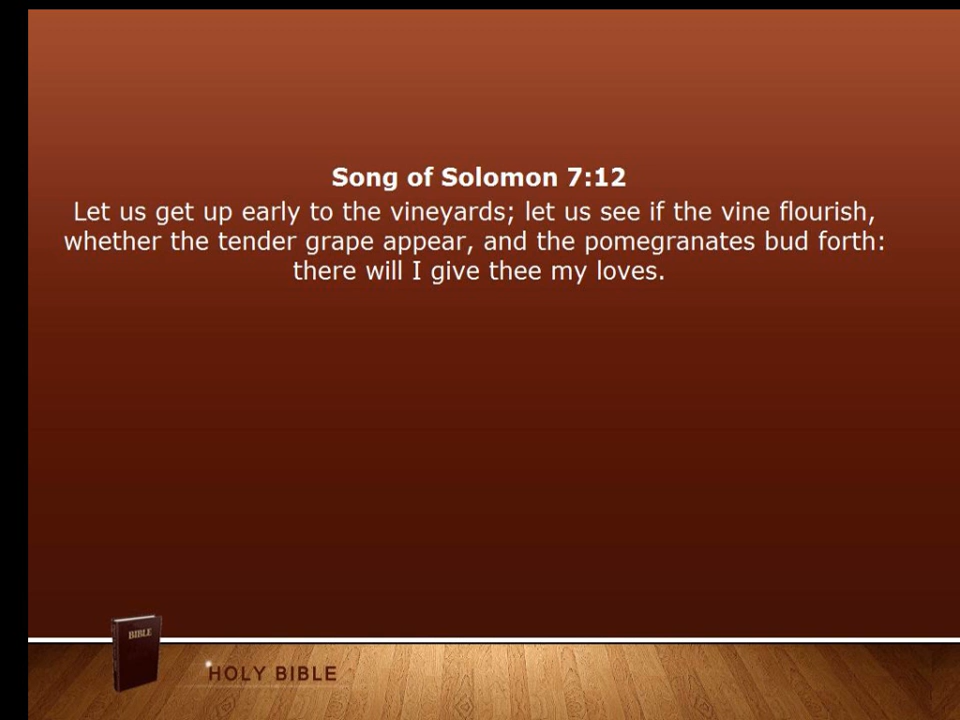 Song of Solomon 7:12
Let us get up early to the vineyards; let us see if the vine flourish,
whether the tender grape appear, and the pomegranates bud forth:
there will I give thee my loves.
BIBLE
HOLY BIBLE